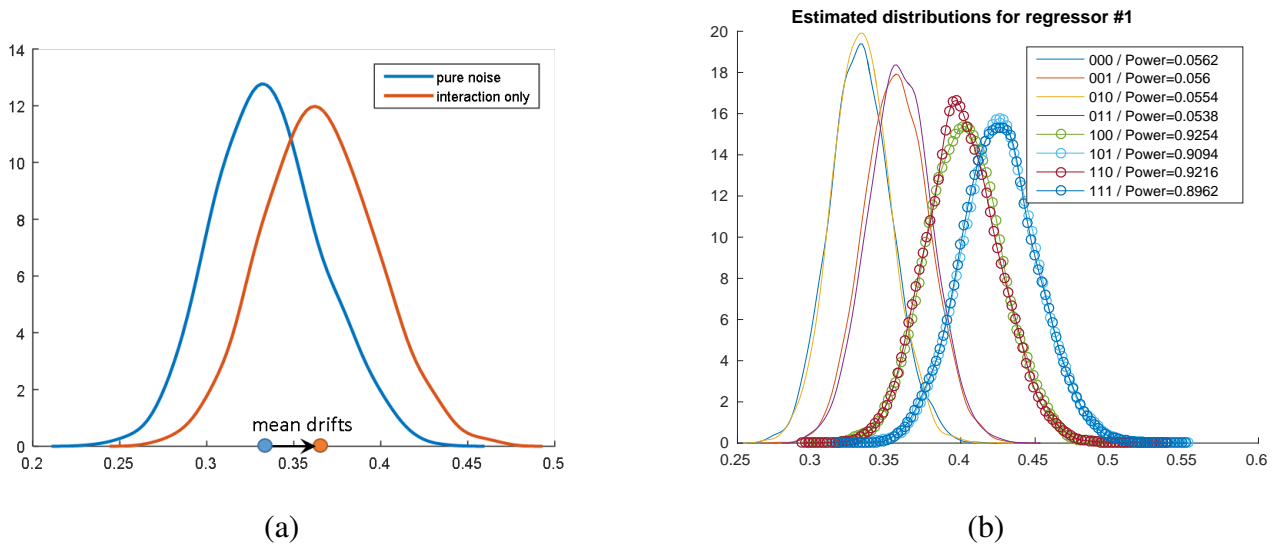 14
12
10
8
6
4
2
0
0.2 0.25 0.3 0.35 0.4 0.45 0.5
pure noise
interaction only
mean drifts
(a)
Estimated distributions for regressor #1
20
18
16
14
12
10
8
6
4
2
0
0.25 0.3 0.35 0.4 0.45 0.5 0.55 0.6
000 / Power=0.0562
001 / Power=0.056
010 / Power=0.0554
011 / Power=0.0538
100 / Power=0.9254
101 / Power=0.9094
110 / Power=0.9216
111 / Power=0.8962
(b)